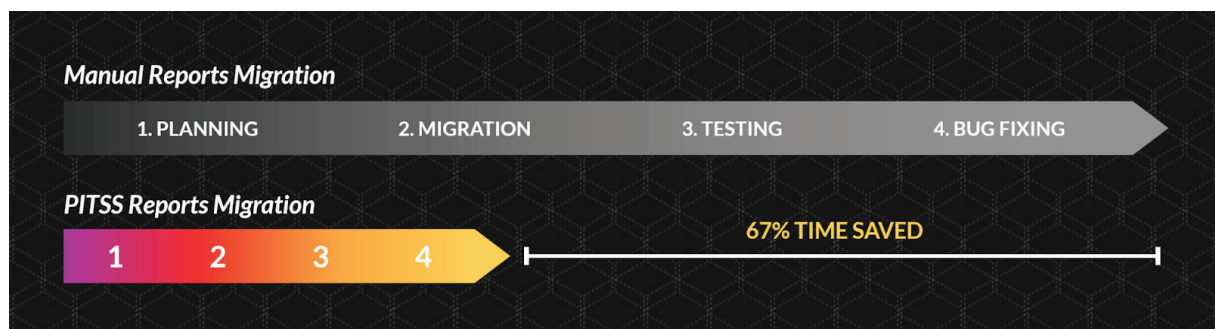 Manual Reports Migration
1. PLANNING 2. MIGRATION 3. TESTING 4. BUG FIXING
PITSS Reports Migration
67% TIME SAVED
1 2 3 4